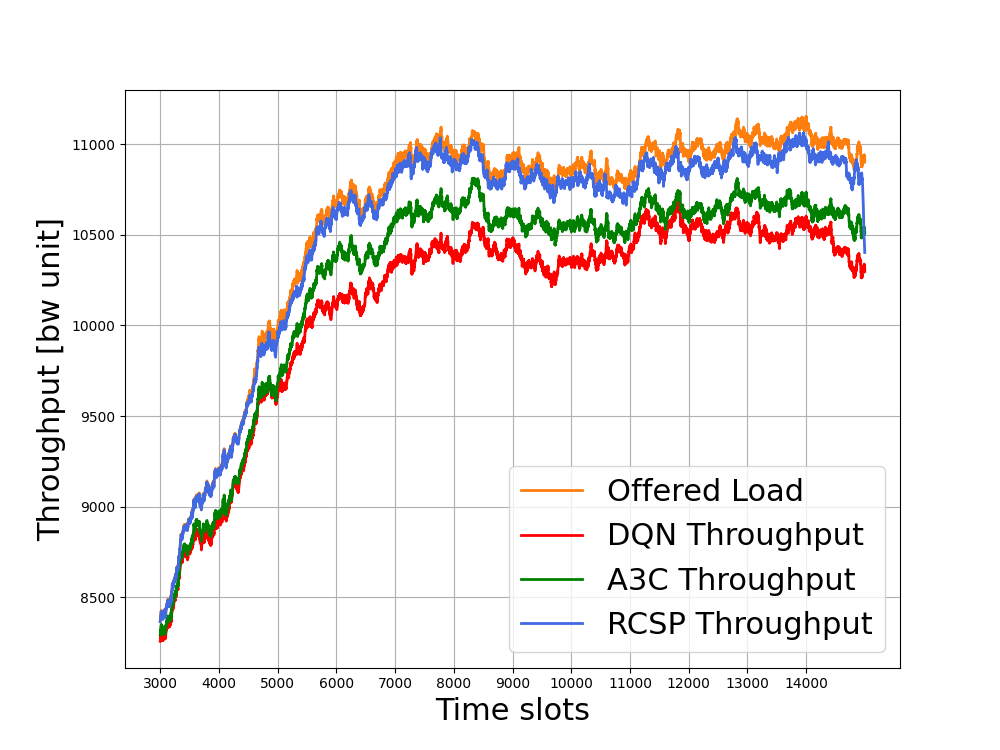 Throughput [bw unit]
11000
10500
10000
9500
9000
8500
3000 4000 5000 6000 7000 8000 9000 10000 11000 12000 13000 14000
Time slots
Offered Load
DQN Throughput
A3C Throughput
RCSP Throughput